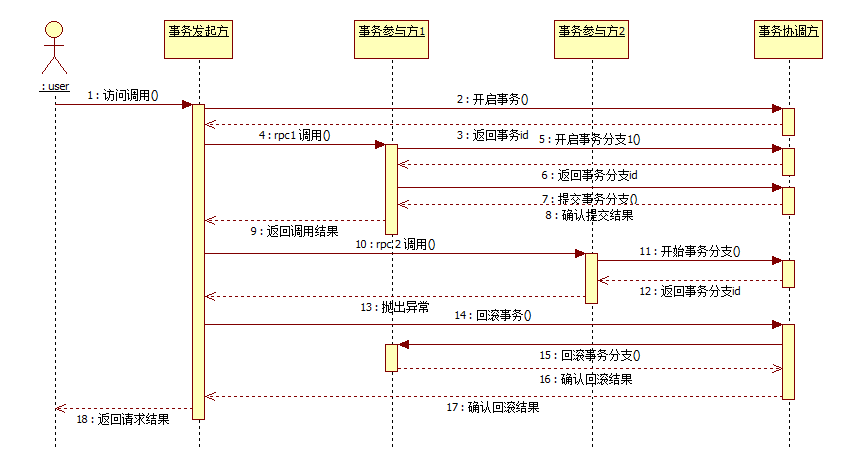 事务发起方
事务参与方1
事务参与方2
事务协调方
: user
1 : 访问调用()
2 : 开启事务()
3 : 返回事务id
4 : rpc1 调用()
5 : 开启事务分支1()
6 : 返回事务分支id
7 : 提交事务分支()
8 : 确认提交结果
9 : 返回调用结果
10 : rpc 2 调用()
11 : 开始事务分支()
12 : 返回事务分支id
13 : 抛出异常
14 : 回滚事务()
15 : 回滚事务分支()
16 : 确认回滚结果
17 : 确认回滚结果
18 : 返回请求结果